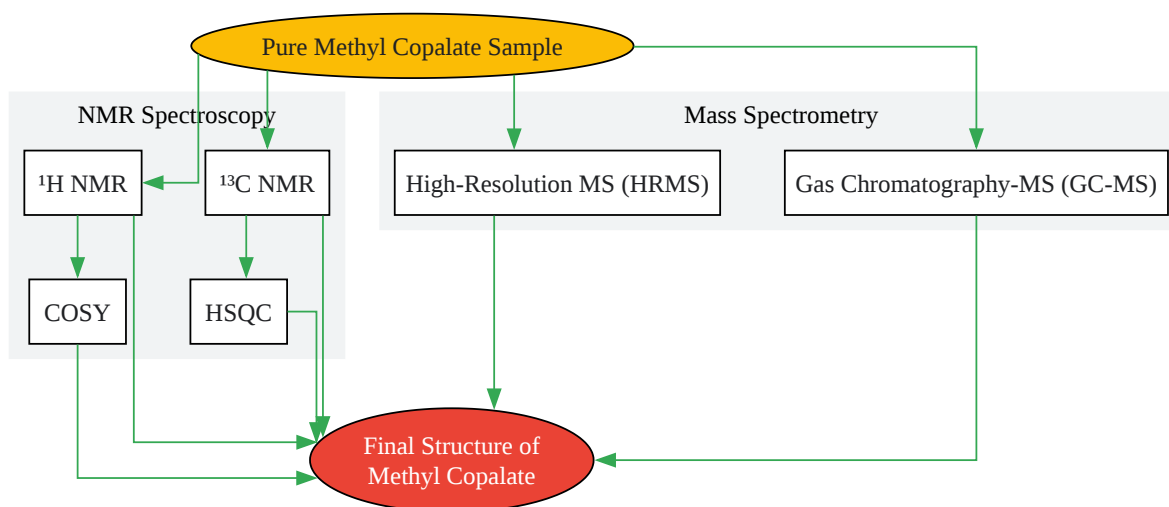 Pure Methyl Copalate Sample
NMR Spectroscopy
Mass Spectrometry
¹H NMR
¹³C NMR
High-Resolution MS (HRMS)
Gas Chromatography-MS (GC-MS)
COSY
HSQC
Final Structure of
Methyl Copalate